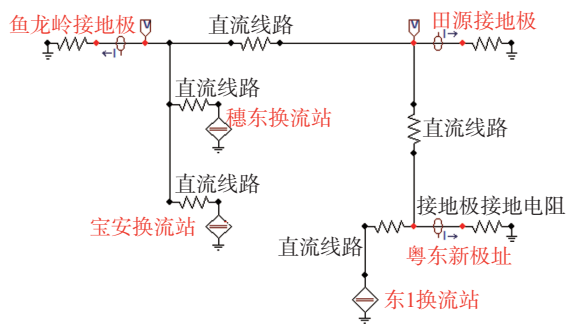 鱼龙岭接地极
V
直流线路
V
田源接地极
←I
I→
直流线路
穗东换流站
直流线路
直流线路
接地极接地电阻
宝安换流站
I→
直流线路
粤东新极址
东1换流站